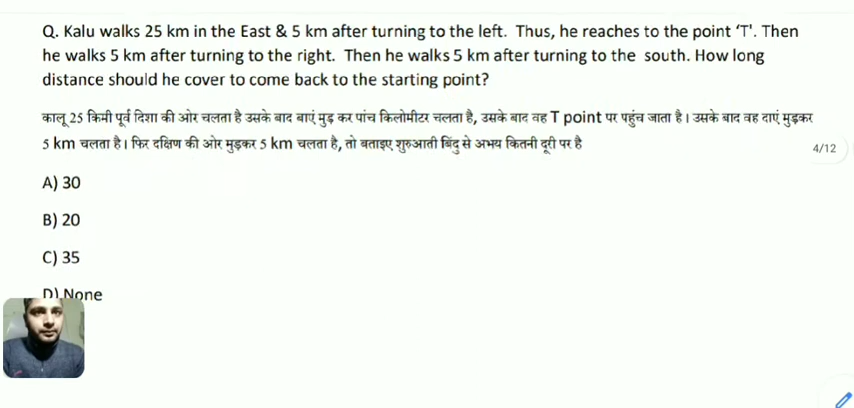 Q. Kalu walks 25 km in the East & 5 km after turning to the left. Thus, he reaches to the point ‘T'. Then
he walks 5 km after turning to the right. Then he walks 5 km after turning to the south. How long
distance should he cover to come back to the starting point?
कालू 25 किमी पूर्व दिशा की ओर चलता है उसके बाद बाएं मुड़ कर पांच किलोमीटर चलता है, उसके बाद वह T point पर पहुंच जाता है। उसके बाद वह दाएं मुड़कर
5 km चलता है। फिर दक्षिण की ओर मुड़कर 5 km चलता है, तो बताइए शुरुआती बिंदु से अभय कितनी दूरी पर है
4/12
A) 30
B) 20
C) 35
D) None